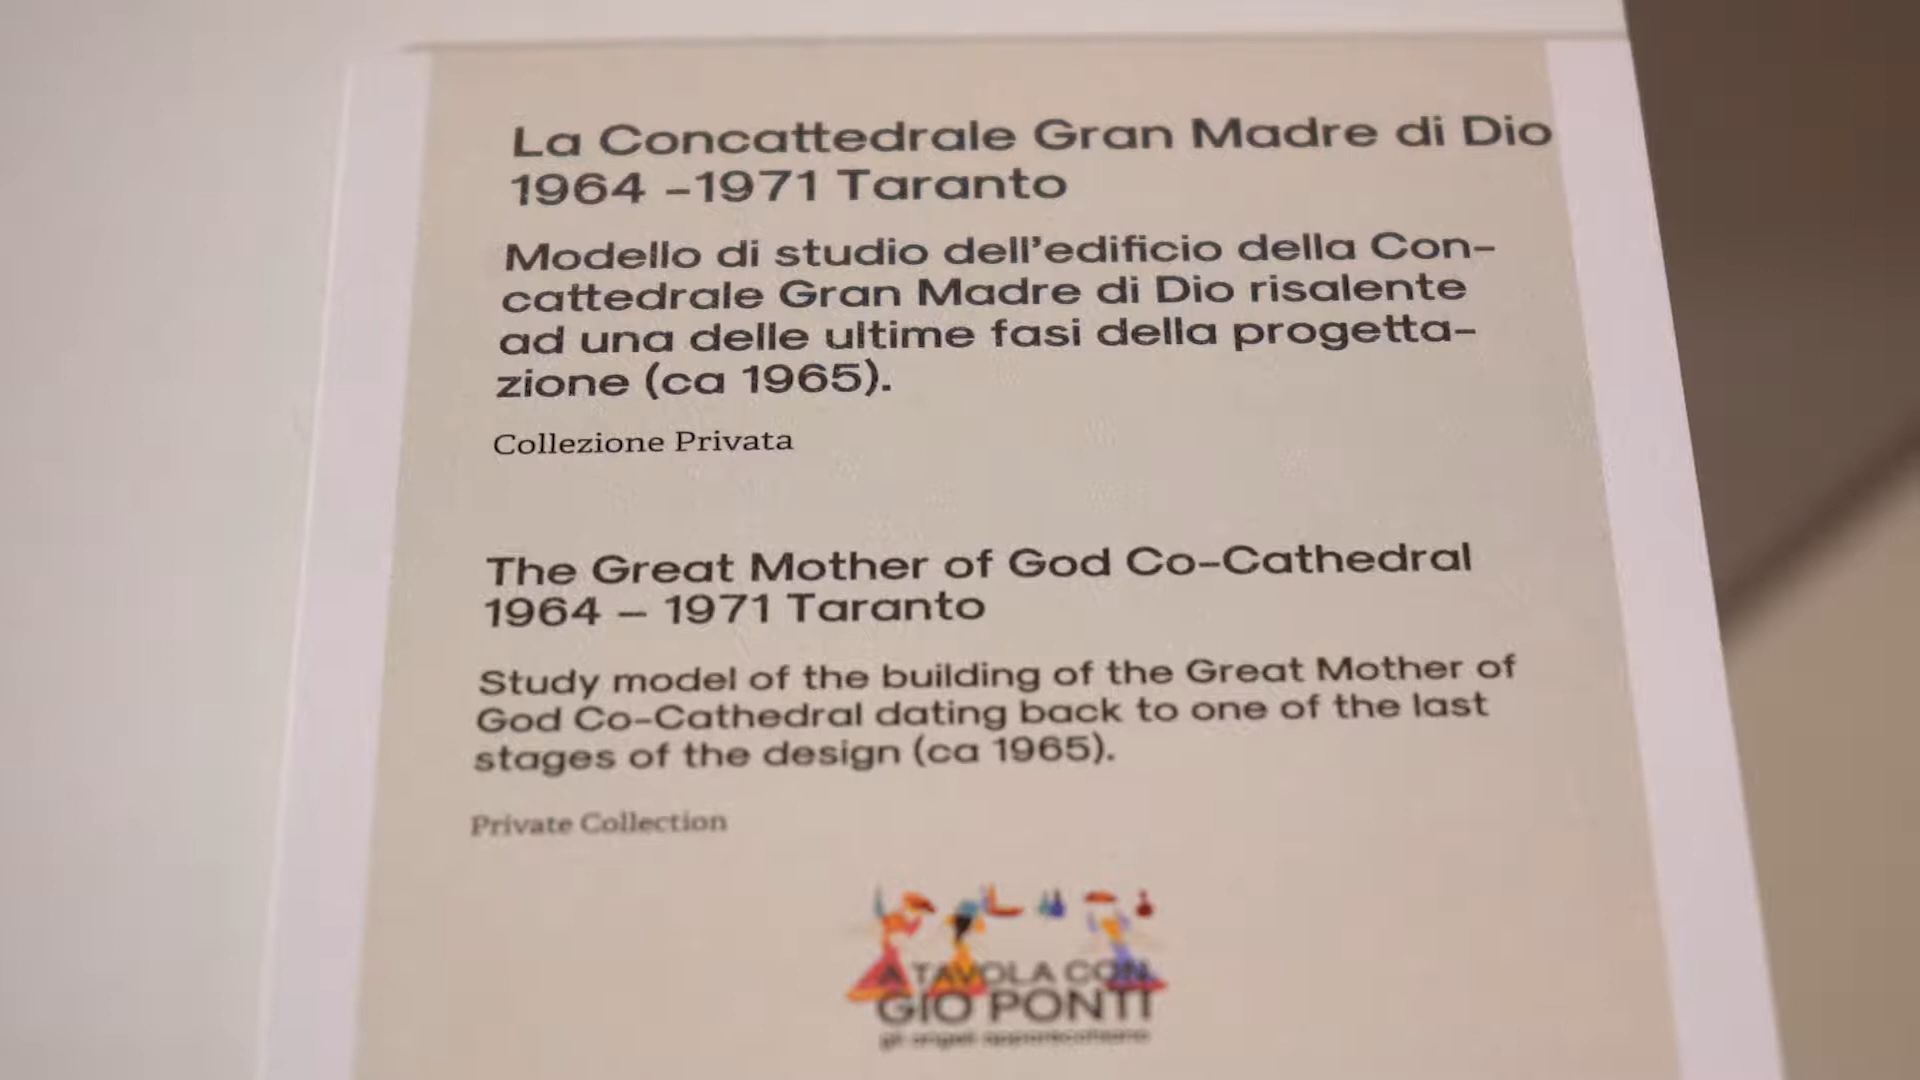 La Concattedrale Gran Madre di Dio
1964 –1971 Taranto
Modello di studio dell’edificio della Con-
cattedrale Gran Madre di Dio risalente
ad una delle ultime fasi della progetta-
zione (ca 1965).
Collezione Privata
The Great Mother of God Co-Cathedral
1964 – 1971 Taranto
Study model of the building of the Great Mother of
God Co-Cathedral dating back to one of the last
stages of the design (ca 1965).
Private Collection
A TAVOLA CON
GIO PONTI
gli angeli apparecchiano